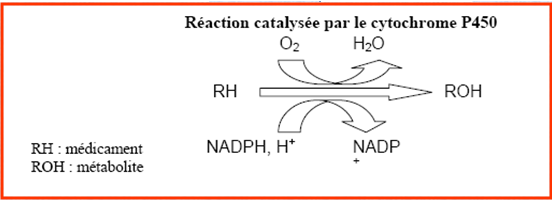 Réaction catalysée par le cytochrome P450
O₂ H₂O
RH ROH
NADPH, H⁺ NADP
+
RH : médicament
ROH : métabolite